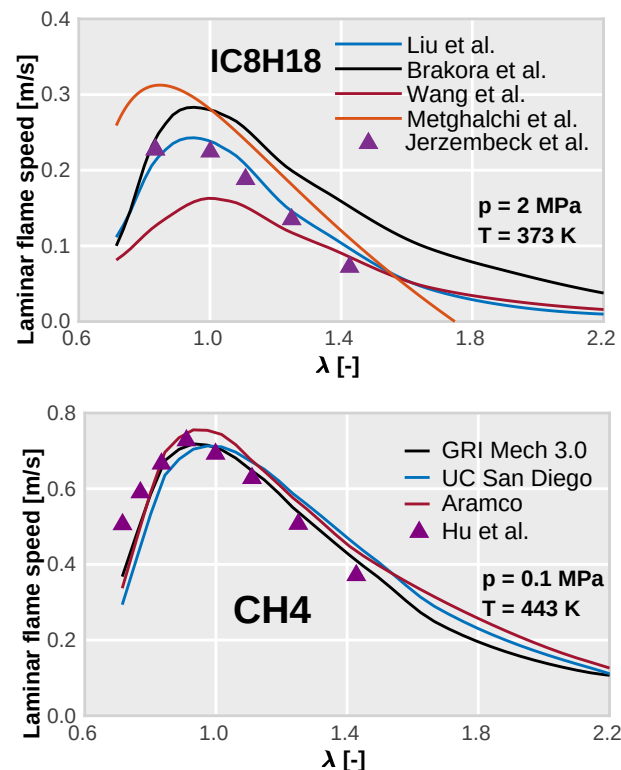 0.4
0.3
0.2
0.1
0.0
Laminar flame speed [m/s]
IC8H18
Liu et al.
Brakora et al.
Wang et al.
Metghalchi et al.
Jerzembeck et al.
p = 2 MPa
T = 373 K
0.6 1.0 1.4 1.8 2.2
λ [-]
0.8
0.6
0.4
0.2
0.0
Laminar flame speed [m/s]
GRI Mech 3.0
UC San Diego
Aramco
Hu et al.
p = 0.1 MPa
T = 443 K
CH4
0.6 1.0 1.4 1.8 2.2
λ [-]